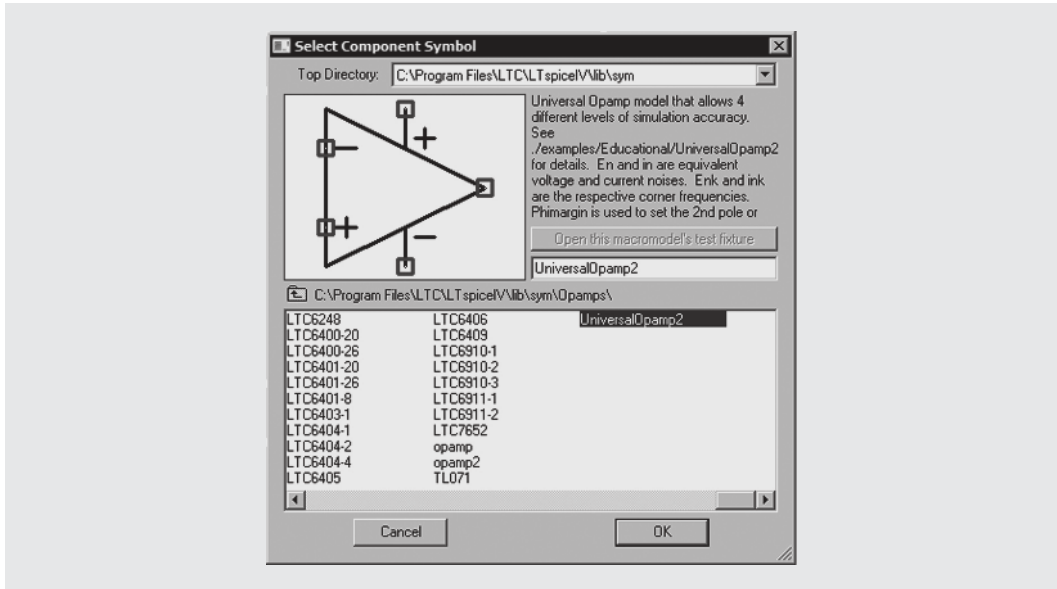 Select Component Symbol
Top Directory: C:\Program Files\LTC\LTspiceIV\lib\sym
Universal Opamp model that allows 4
different levels of simulation accuracy.
See
./examples/Educational/UniversalOpamp2
for details. En and in are equivalent
voltage and current noises. Enk and ink
are the respective corner frequencies.
Phimargin is used to set the 2nd pole or
Open this macromodel's test fixture
UniversalOpamp2
C:\Program Files\LTC\LTspiceIV\lib\sym\Opamps\
LTC6248 LTC6406 UniversalOpamp2
LTC6400-20 LTC6409
LTC6400-26 LTC6910-1
LTC6401-20 LTC6910-2
LTC6401-26 LTC6910-3
LTC6401-8 LTC6911-1
LTC6403-1 LTC6911-2
LTC6404-1 LTC7652
LTC6404-2 opamp
LTC6404-4 opamp2
LTC6405 TL071
Cancel OK